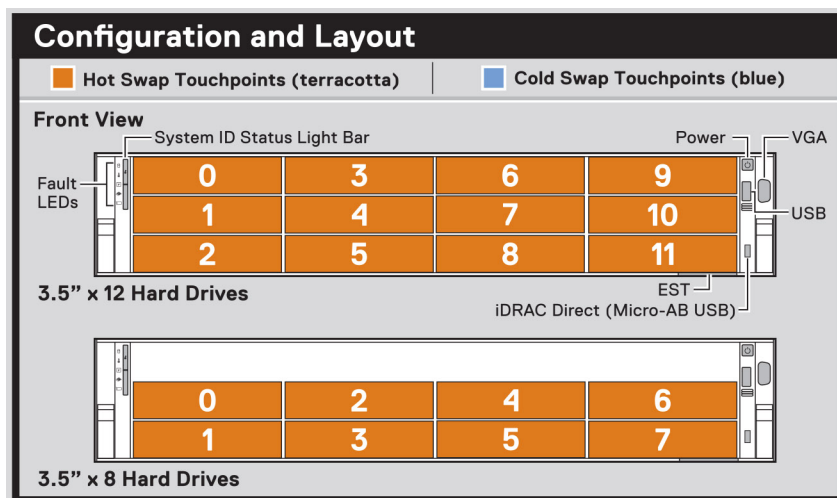 Configuration and Layout
Hot Swap Touchpoints (terracotta)
Cold Swap Touchpoints (blue)
Front View
System ID Status Light Bar
Power
VGA
Fault
LEDs
0 3 6 9
1 4 7 10
2 5 8 11
USB
EST
3.5” x 12 Hard Drives
iDRAC Direct (Micro-AB USB)
0 2 4 6
1 3 5 7
3.5” x 8 Hard Drives